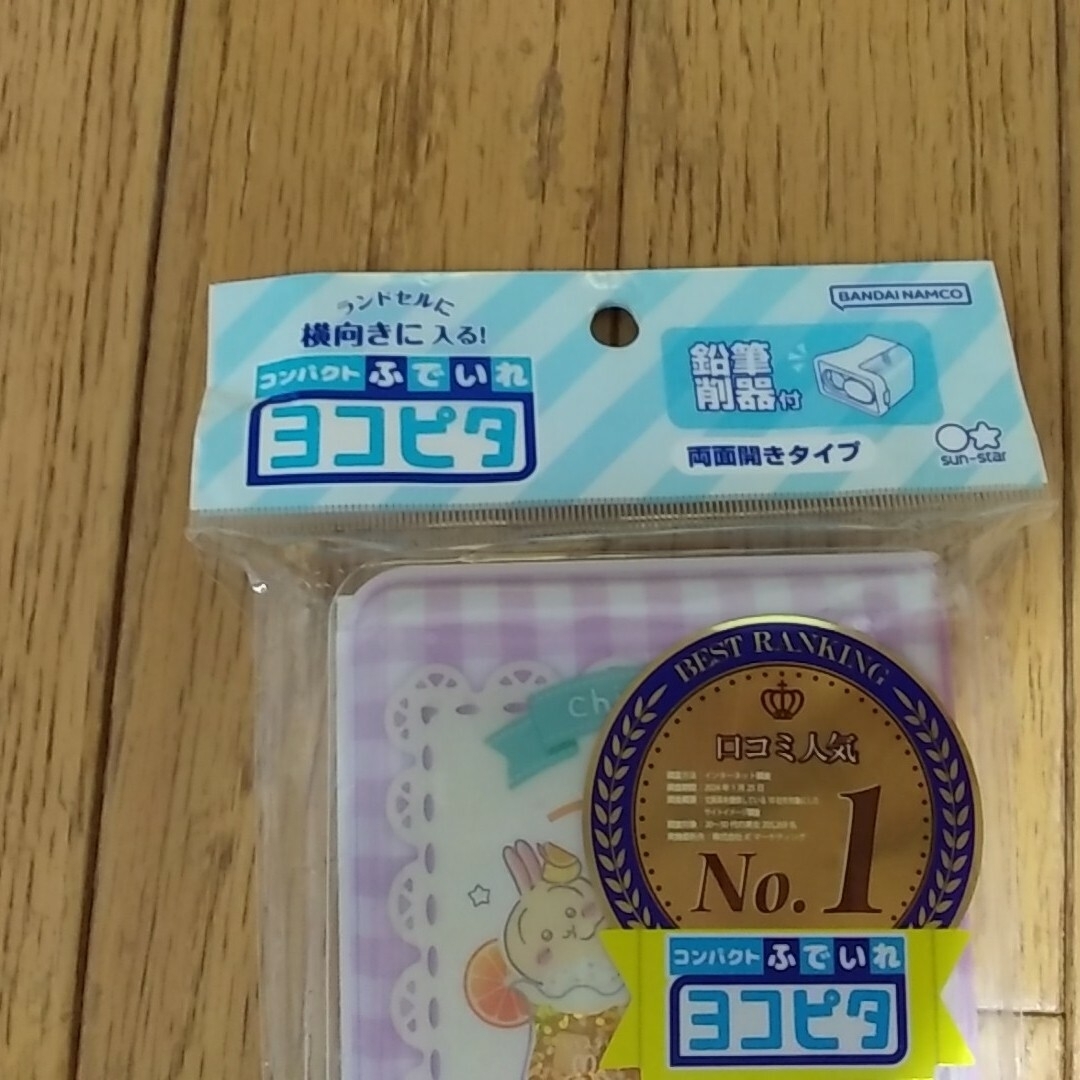 ランドセルに
横向きに入る!
コンパクトふでいれ
ヨコピタ
BANDAI NAMCO
鉛筆
削器付
両面開きタイプ
sun-star
ch
BEST RANKING
口コミ人気
No.1
コンパクトふでいれ
ヨコピタ